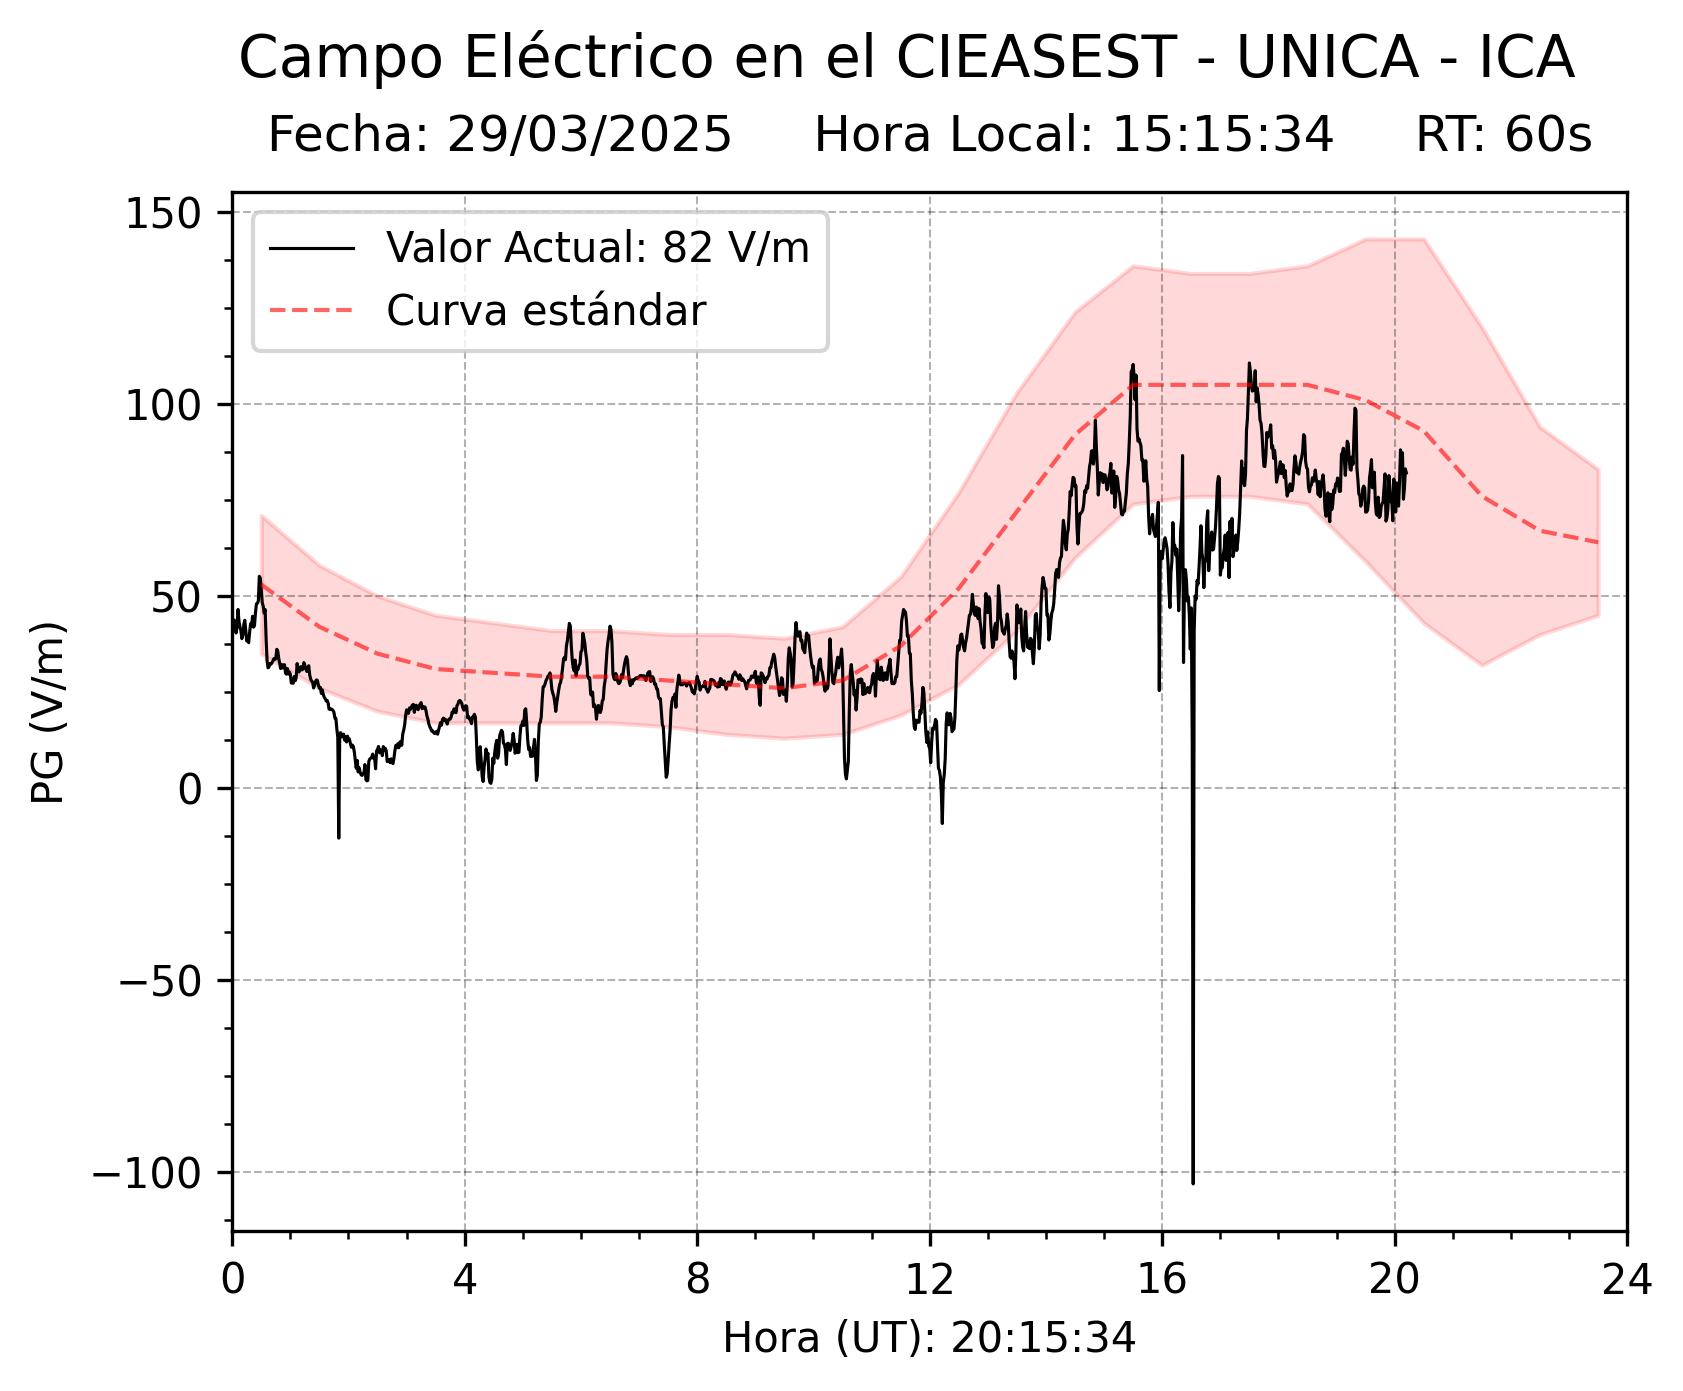 Campo Eléctrico en el CIEASEST - UNICA - ICA
Fecha: 29/03/2025 Hora Local: 15:15:34 RT: 60s
Valor Actual: 82 V/m
Curva estándar
PG (V/m)
150
100
50
0
−50
−100
0 4 8 12 16 20 24
Hora (UT): 20:15:34